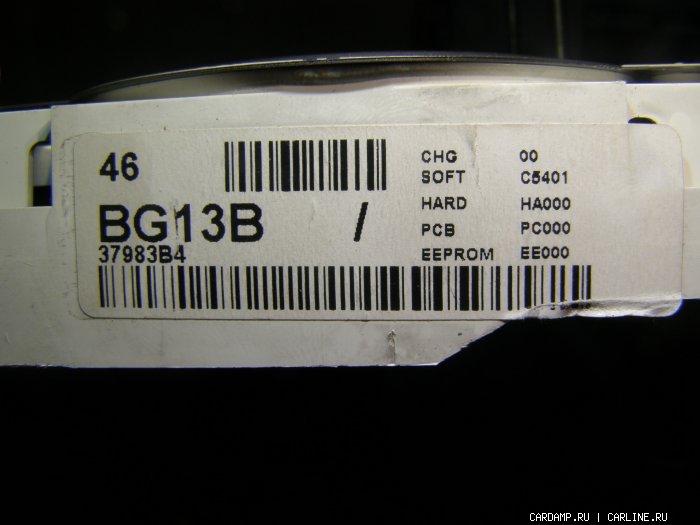 46
BG13B /
37983B4
CHG 00
SOFT C5401
HARD HA000
PCB PC000
EEPROM EE000
CARDAMP.RU | CARLINE.RU